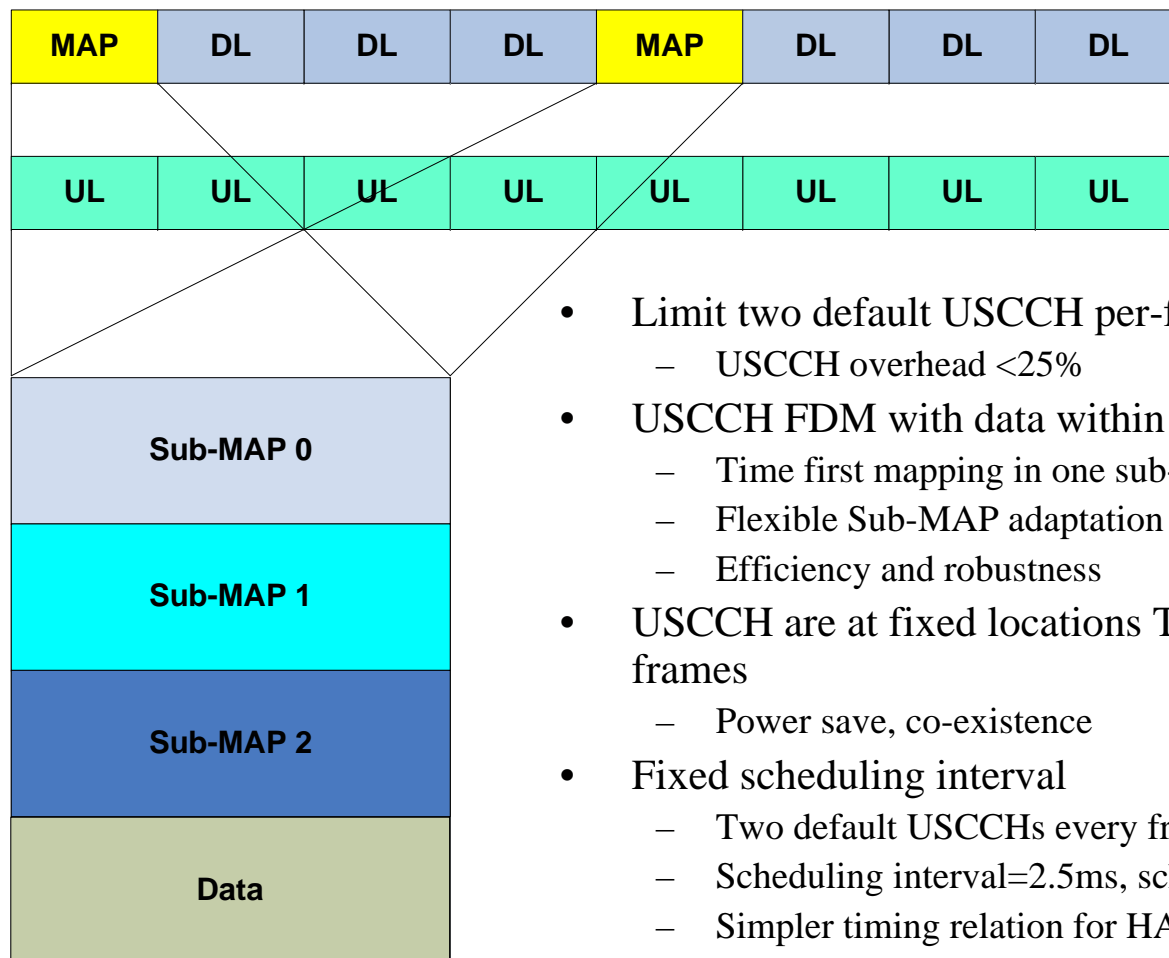 MAP DL DL DL MAP DL DL DL
UL UL UL UL UL UL UL UL
Sub-MAP 0
Sub-MAP 1
Sub-MAP 2
Data
• Limit two default USCCH
– USCCH overhead <25%
• USCCH FDM with data within
– Time first mapping in one
– Flexible Sub-MAP adaptation
– Efficiency and robustness
• USCCH are at fixed locations
frames
– Power save, co-existence
• Fixed scheduling interval
– Two default USCCHs every
– Scheduling interval=2.5ms,
– Simpler timing relation for